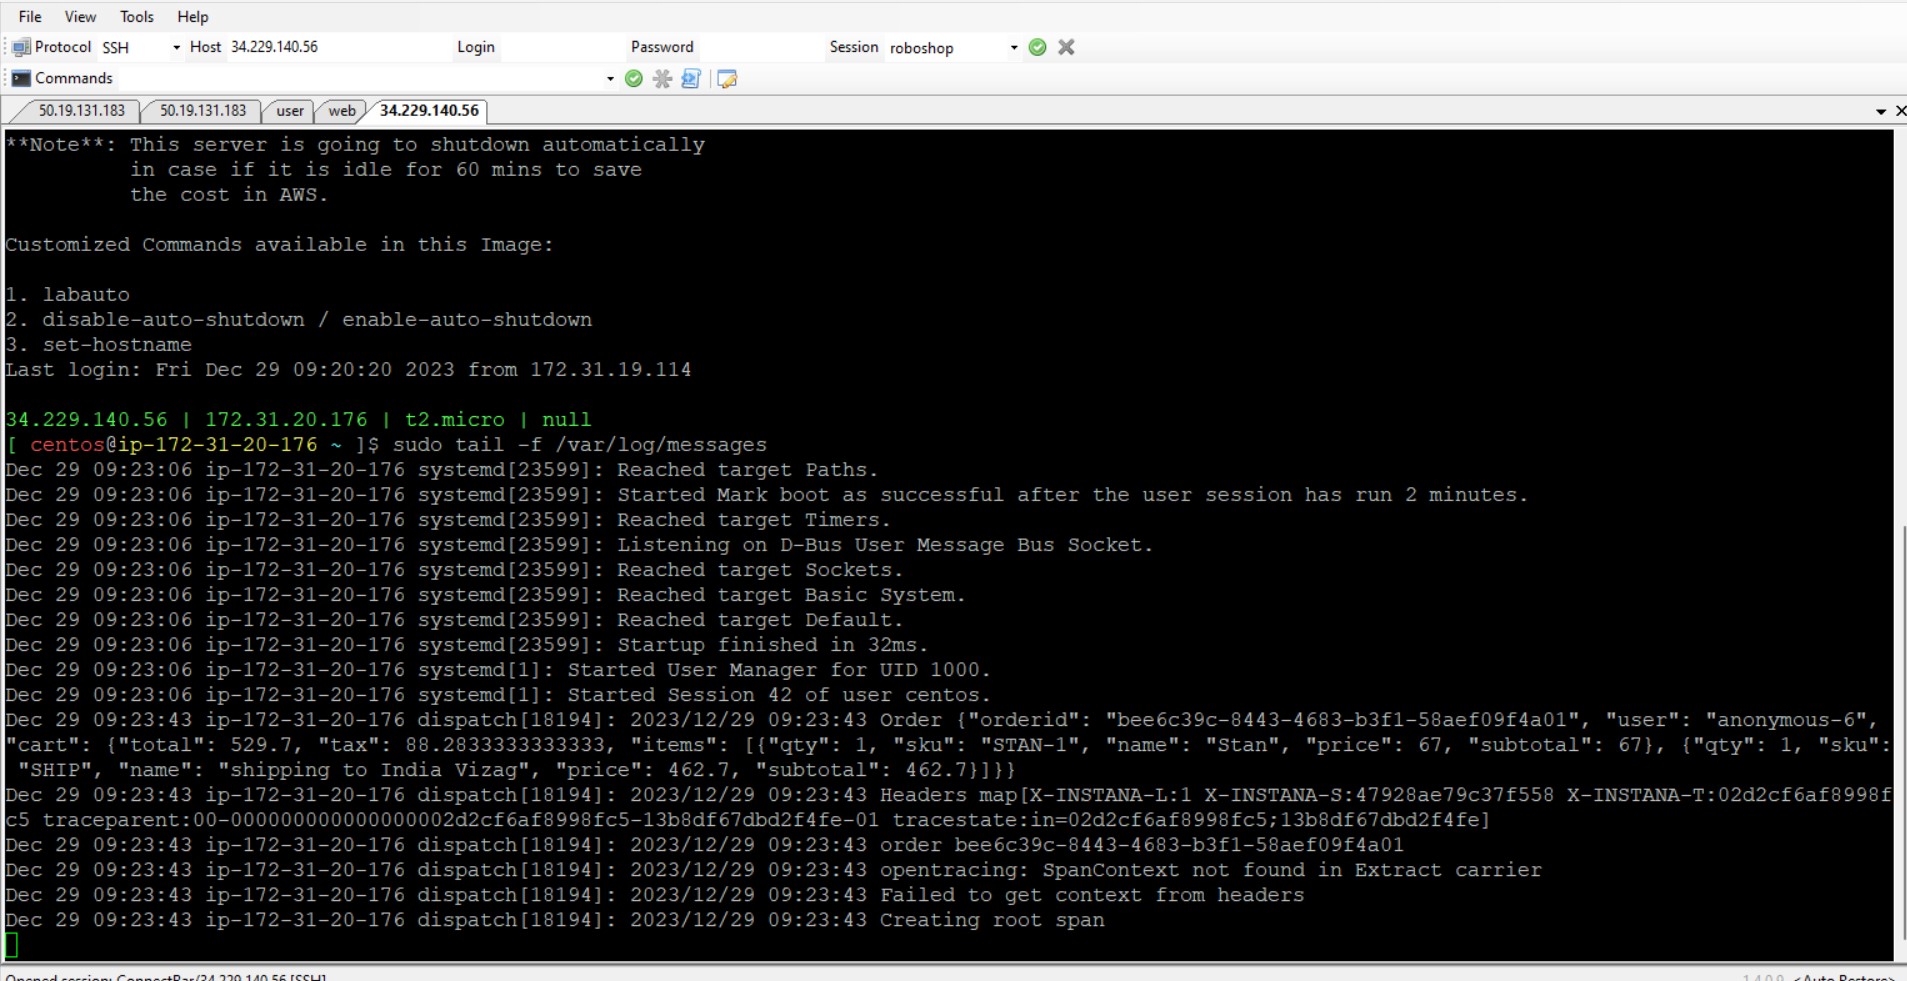 File View Tools Help
Protocol SSH Host 34.229.140.56 Login Password Session roboshop
Commands
50.19.131.183 50.19.131.183 user web 34.229.140.56
**Note**: This server is going to shutdown automatically
in case if it is idle for 60 mins to save
the cost in AWS.
Customized Commands available in this Image:
1. labauto
2. disable-auto-shutdown / enable-auto-shutdown
3. set-hostname
Last login: Fri Dec 29 09:20:20 2023 from 172.31.19.114
34.229.140.56 | 172.31.20.176 | t2.micro | null
[ centos@ip-172-31-20-176 ~ ]$ sudo tail -f /var/log/messages
Dec 29 09:23:06 ip-172-31-20-176 systemd[23599]: Reached target Paths.
Dec 29 09:23:06 ip-172-31-20-176 systemd[23599]: Started Mark boot as successful after the user session has run 2 minutes.
Dec 29 09:23:06 ip-172-31-20-176 systemd[23599]: Reached target Timers.
Dec 29 09:23:06 ip-172-31-20-176 systemd[23599]: Listening on D-Bus User Message Bus Socket.
Dec 29 09:23:06 ip-172-31-20-176 systemd[23599]: Reached target Sockets.
Dec 29 09:23:06 ip-172-31-20-176 systemd[23599]: Reached target Basic System.
Dec 29 09:23:06 ip-172-31-20-176 systemd[23599]: Reached target Default.
Dec 29 09:23:06 ip-172-31-20-176 systemd[23599]: Startup finished in 32ms.
Dec 29 09:23:06 ip-172-31-20-176 systemd[1]: Started User Manager for UID 1000.
Dec 29 09:23:06 ip-172-31-20-176 systemd[1]: Started Session 42 of user centos.
Dec 29 09:23:43 ip-172-31-20-176 dispatch[18194]: 2023/12/29 09:23:43 Order {"orderid": "bee6c39c-8443-4683-b3f1-58aef09f4a01", "user": "anonymous-6",
"cart": {"total": 529.7, "tax": 88.2833333333333, "items": [{"qty": 1, "sku": "STAN-1", "name": "Stan", "price": 67, "subtotal": 67}, {"qty": 1, "sku":
"SHIP", "name": "shipping to India Vizag", "price": 462.7, "subtotal": 462.7}]}}
Dec 29 09:23:43 ip-172-31-20-176 dispatch[18194]: 2023/12/29 09:23:43 Headers map[X-INSTANA-L:1 X-INSTANA-S:47928ae79c37f558 X-INSTANA-T:02d2cf6af8998f
c5 traceparent:00-000000000000000002d2cf6af8998fc5-13b8df67dbd2f4fe-01 tracestate:in=02d2cf6af8998fc5;13b8df67dbd2f4fe]
Dec 29 09:23:43 ip-172-31-20-176 dispatch[18194]: 2023/12/29 09:23:43 order bee6c39c-8443-4683-b3f1-58aef09f4a01
Dec 29 09:23:43 ip-172-31-20-176 dispatch[18194]: 2023/12/29 09:23:43 opentracing: SpanContext not found in Extract carrier
Dec 29 09:23:43 ip-172-31-20-176 dispatch[18194]: 2023/12/29 09:23:43 Failed to get context from headers
Dec 29 09:23:43 ip-172-31-20-176 dispatch[18194]: 2023/12/29 09:23:43 Creating root span
Opened session: ConnectBar/34.229.140.56 [SSH] 1.4.0.9 <Auto Restore>